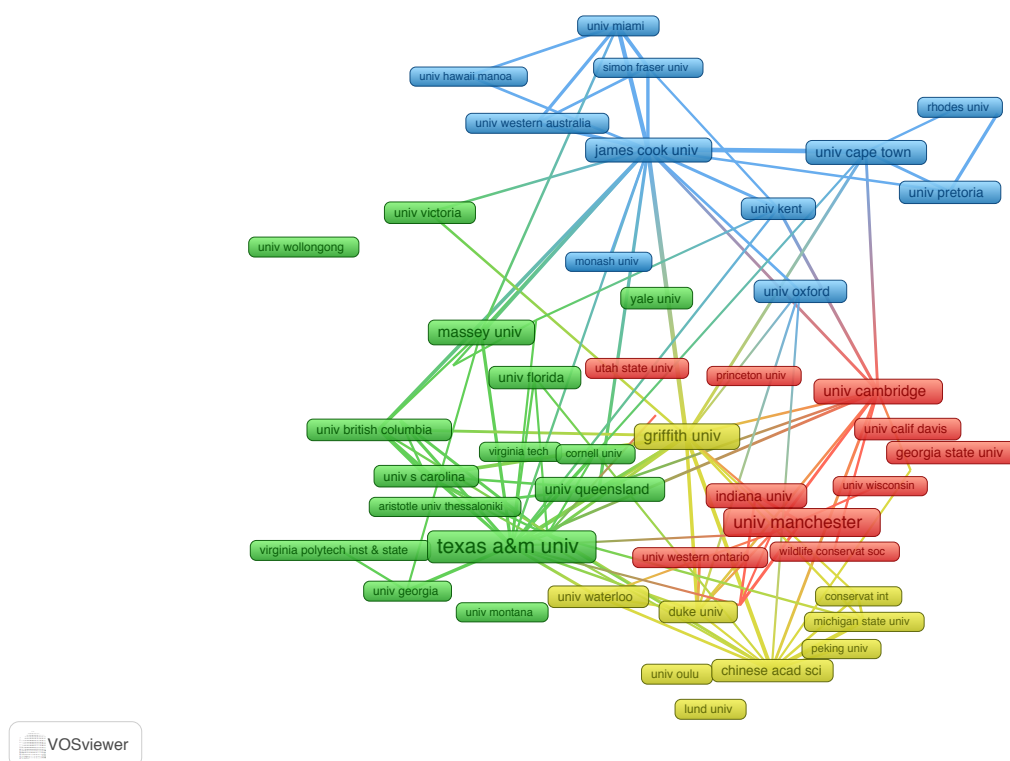 univ miami
simon fraser univ
univ hawaii manoa
rhodes univ
univ western australia
james cook univ
univ cape town
univ pretoria
univ victoria
univ kent
univ wollongong
monash univ
univ oxford
yale univ
massey univ
utah state univ
princeton univ
univ florida
univ cambridge
univ british columbia
griffith univ
univ calif davis
virginia tech
cornell univ
georgia state univ
univ s carolina
univ queensland
univ wisconsin
indiana univ
aristotle univ thessaloniki
univ manchester
texas a&m univ
virginia polytech inst & state
univ western ontario
wildlife conservat soc
univ georgia
univ waterloo
conservat int
univ montana
duke univ
michigan state univ
peking univ
univ oulu
chinese acad sci
lund univ
VOSviewer